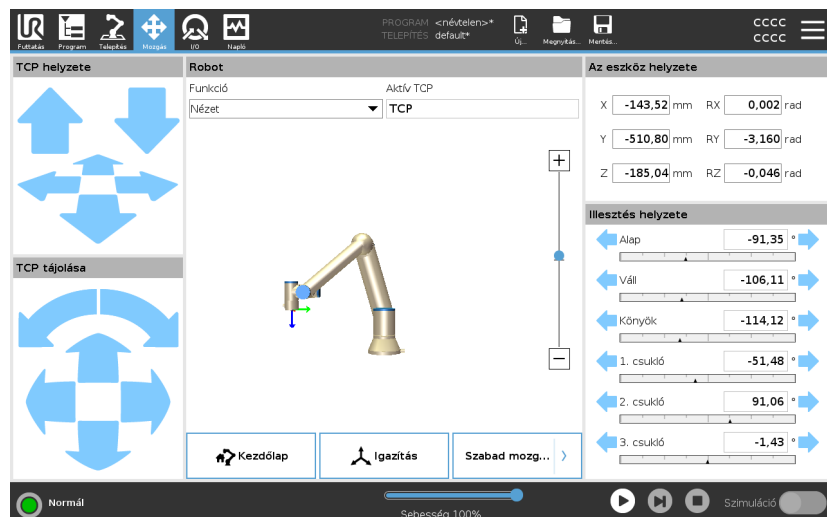 UR
Futtatás Program Telepítés Mozgás I/O Napló
PROGRAM <névtelen>*
TELEPÍTÉS default*
Új... Megnyitás... Mentés...
CCCC
CCCC
TCP helyzete
Robot
Az eszköz helyzete
Funkció Aktív TCP
Nézet TCP
X -143,52 mm RX 0,002 rad
Y -510,80 mm RY -3,160 rad
Z -185,04 mm RZ -0,046 rad
Illesztés helyzete
Alap -91,35 °
TCP tájolása
Váll -106,11 °
Könyök -114,12 °
1. csukló -51,48 °
2. csukló 91,06 °
3. csukló -1,43 °
Kezdőlap Igazítás Szabad mozg...
Normál
Sebesség 100%
Szimuláció